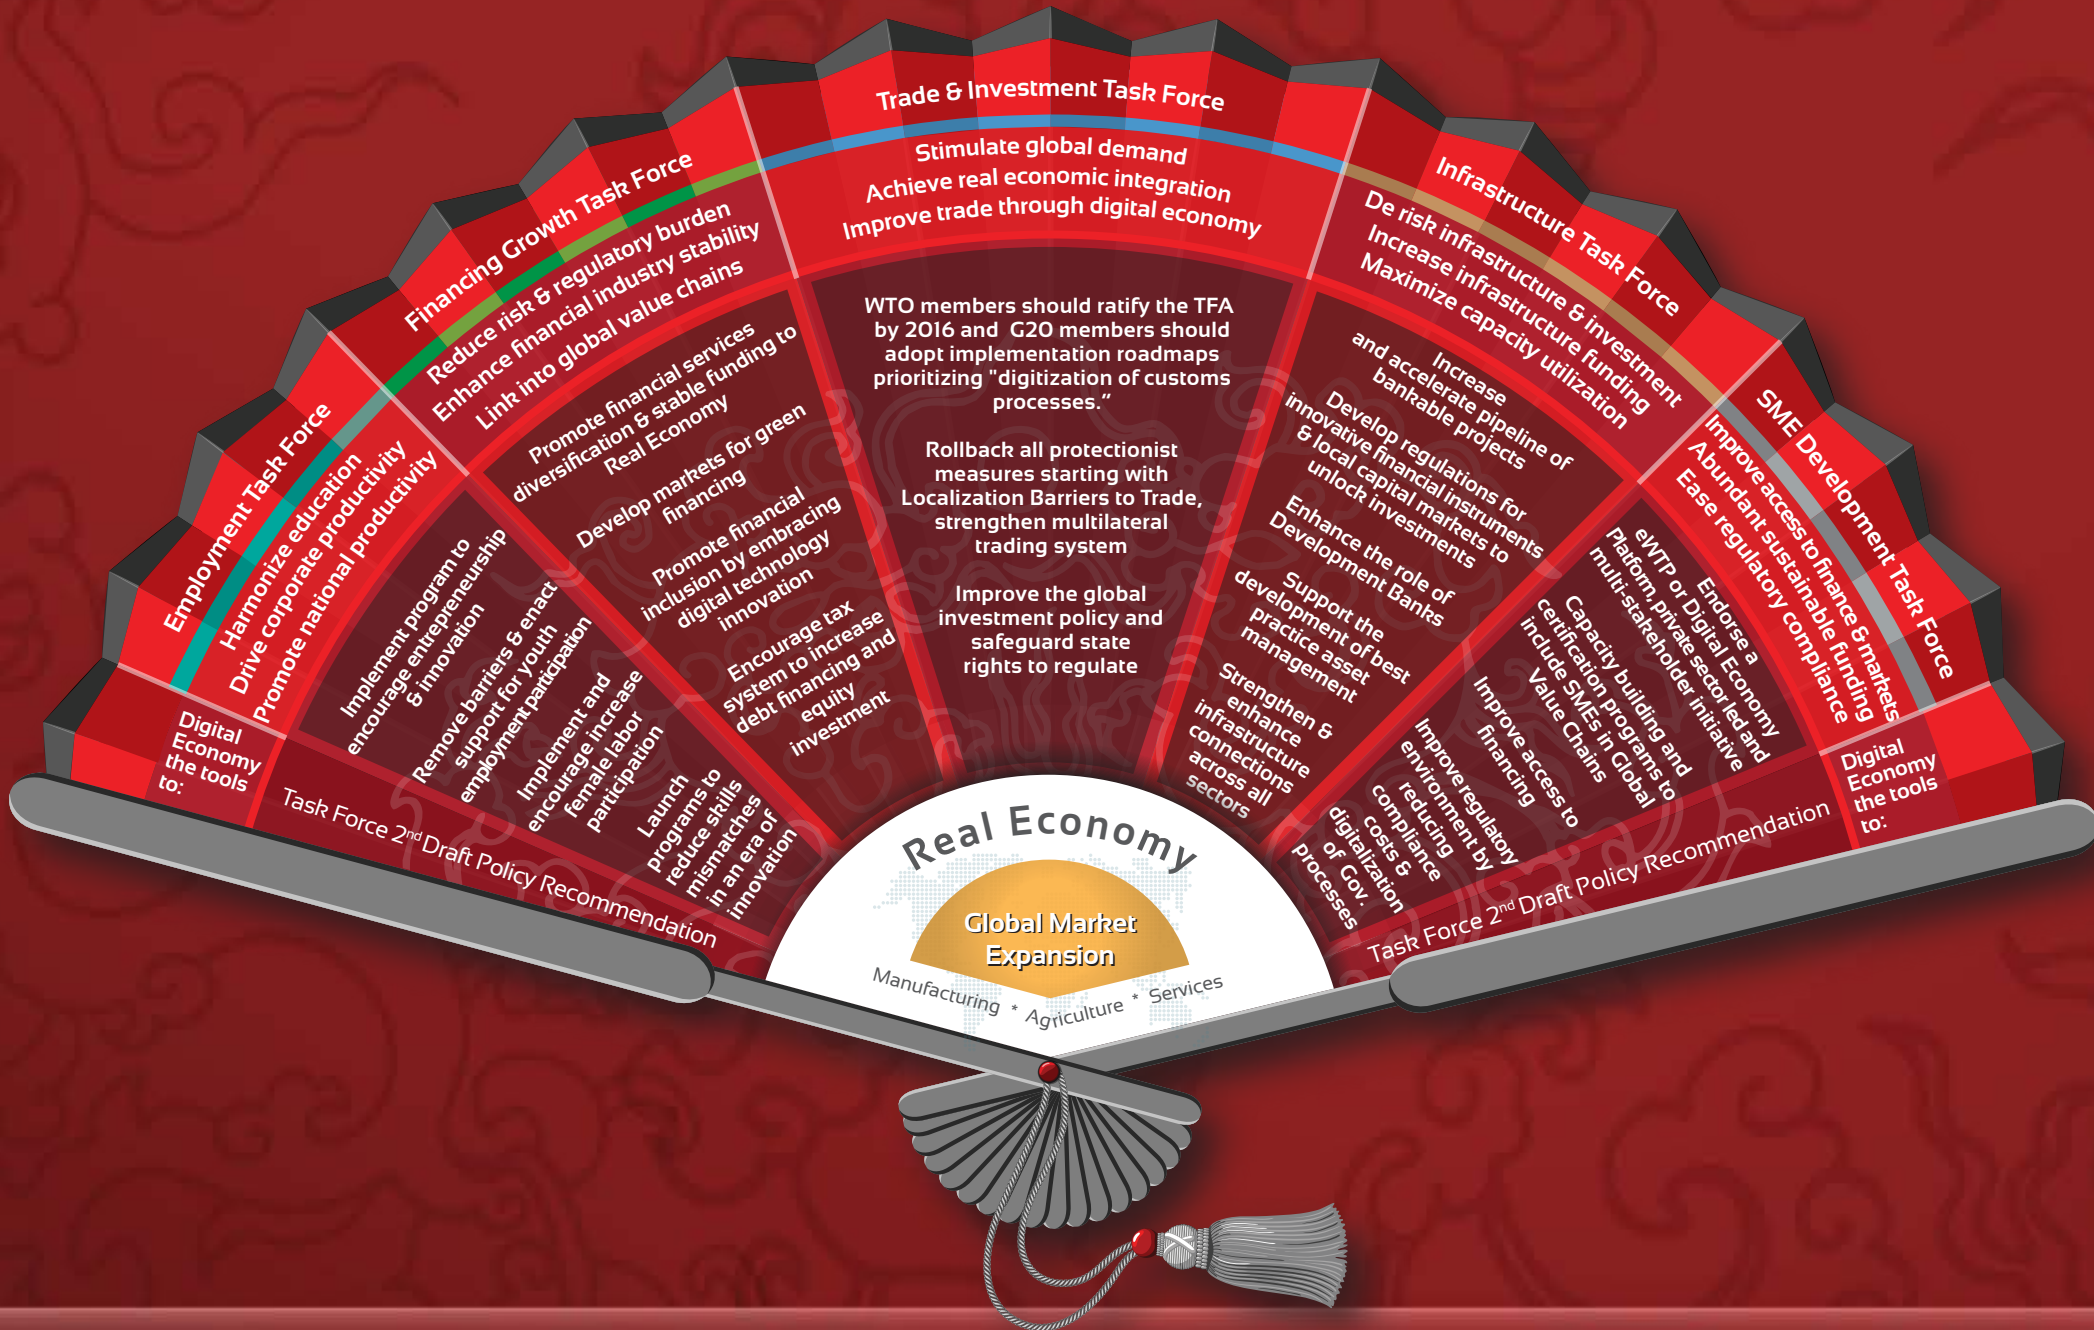 Trade & Investment Task Force
Stimulate global demand
Achieve real economic integration
Improve trade through digital economy
WTO members should ratify the TFA
by 2016 and G20 members should
adopt implementation roadmaps
prioritizing "digitization of customs
processes.“
Rollback all protectionist
measures starting with
Localization Barriers to Trade,
strengthen multilateral
trading system
Improve the global
investment policy and
safeguard state
rights to regulate
Financing Growth Task Force
Reduce risk & regulatory burden
Enhance financial industry stability
Link into global value chains
Promote financial services
diversification & stable funding to
Real Economy
Develop markets for green
financing
Promote financial
inclusion by embracing
digital technology
innovation
Encourage tax
system to increase
debt financing and
equity
investment
Employment Task Force
Harmonize education
Drive corporate productivity
Promote national productivity
Implement program to
encourage entrepreneurship
& innovation
Remove barriers & enact
support for youth
employment participation
Implement and
encourage increase
female labor
participation
Launch
programs to
reduce skills
mismatches
in an era of
innovation
Digital
Economy
the tools
to:
Task Force 2nd Draft Policy Recommendation
Infrastructure Task Force
De risk infrastructure & investment
Increase infrastructure funding
Maximize capacity utilization
Increase
and accelerate pipeline of
bankable projects
Develop regulations for
innovative financial instruments
& local capital markets to
unlock investments
Enhance the role of
Development Banks
Support the
development of best
practice asset
management
Strengthen &
enhance
infrastructure
connections
across all
sectors
SME Development Task Force
Improve access to finance & markets
Abundant sustainable funding
Ease regulatory compliance
Endorse a
eWTP or Digital Economy
Platform, private sector led and
multi-stakeholder initiative
Capacity building and
certification programs to
include SMEs in Global
Value Chains
Improve access to
financing
Improve regulatory
environment by
reducing
compliance
costs &
digitalization
of Gov.
processes
Digital
Economy
the tools
to:
Task Force 2nd Draft Policy Recommendation
Real Economy
Global Market
Expansion
Manufacturing * Agriculture * Services